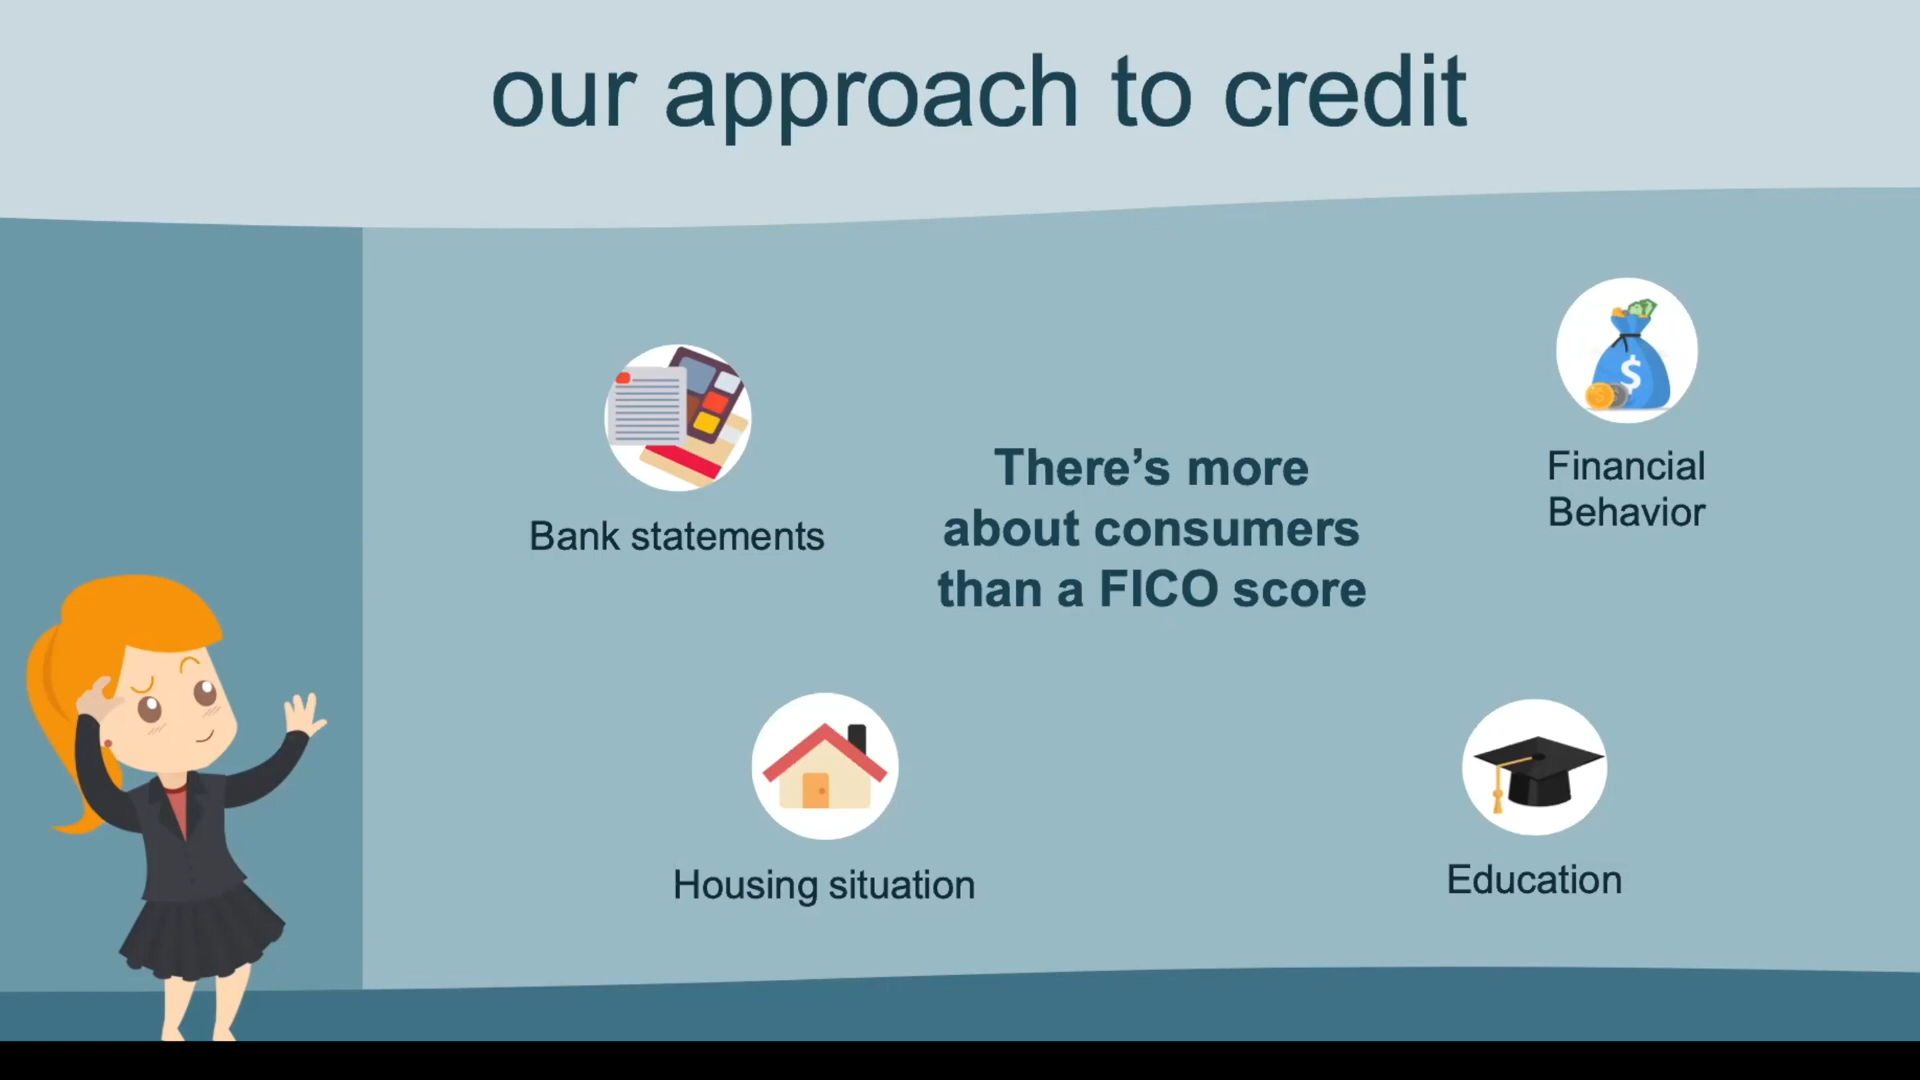 our approach to credit
Bank statements
There’s more
about consumers
than a FICO score
Financial
Behavior
Housing situation
Education